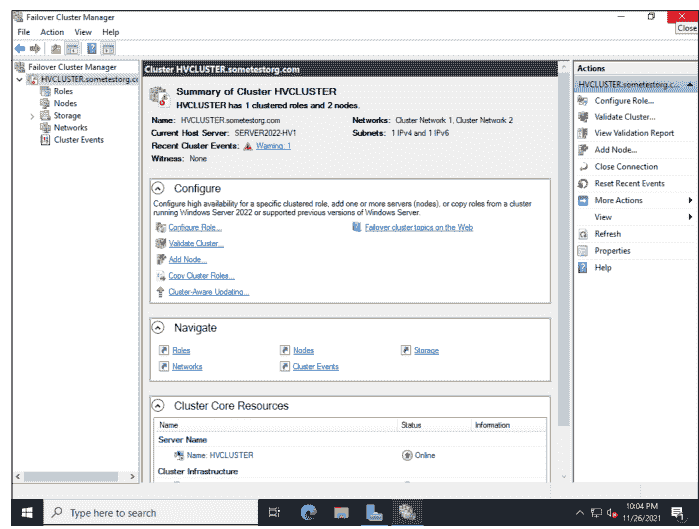 Failover Cluster Manager
File Action View Help
Close
Failover Cluster Manager
HVCLUSTER.sometestorg.co
Roles
Nodes
Storage
Networks
Cluster Events
Cluster HVCLUSTER.sometestorg.com
Summary of Cluster HVCLUSTER
HVCLUSTER has 1 clustered roles and 2 nodes.
Name: HVCLUSTER.sometestorg.com
Networks: Cluster Network 1, Cluster Network 2
Current Host Server: SERVER2022-HV1
Subnets: 1 IPv4 and 1 IPv6
Recent Cluster Events: Warning: 1
Witness: None
Configure
Configure high availability for a specific clustered role, add one or more servers (nodes), or copy roles from a cluster
running Windows Server 2022 or supported previous versions of Windows Server.
Configure Role...
Failover cluster topics on the Web
Validate Cluster...
Add Node...
Copy Cluster Roles...
Cluster-Aware Updating...
Navigate
Roles
Nodes
Storage
Networks
Cluster Events
Cluster Core Resources
Name Status Information
Server Name
Name: HVCLUSTER Online
Cluster Infrastructure
Actions
HVCLUSTER.sometestorg.c...
Configure Role...
Validate Cluster...
View Validation Report
Add Node...
Close Connection
Reset Recent Events
More Actions
View
Refresh
Properties
Help
Type here to search
10:04 PM
11/26/2021